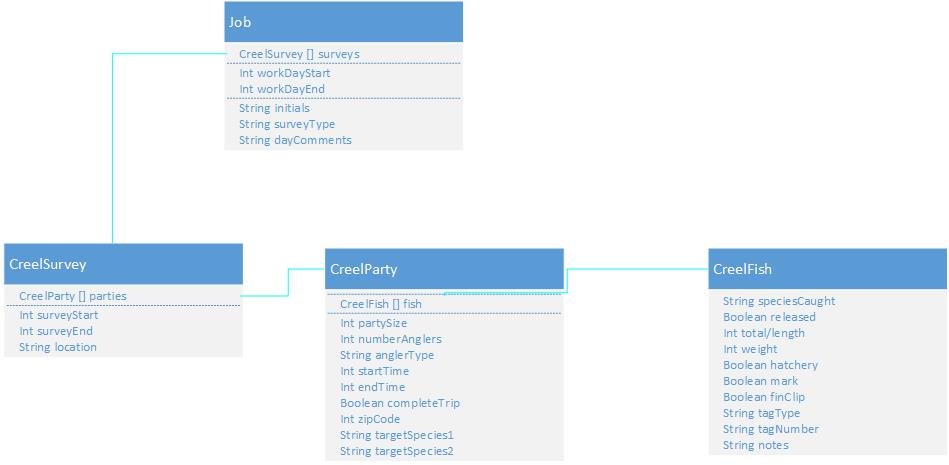 Job
CreelSurvey [] surveys
Int workDayStart
Int workDayEnd
String initials
String surveyType
String dayComments
CreelSurvey
CreelParty [] parties
Int surveyStart
Int surveyEnd
String location
CreelParty
CreelFish [] fish
Int partySize
Int numberAnglers
String anglerType
Int startTime
Int endTime
Boolean completeTrip
Int zipCode
String targetSpecies1
String targetSpecies2
CreelFish
String speciesCaught
Boolean released
Int total/length
Int weight
Boolean hatchery
Boolean mark
Boolean finClip
String tagType
String tagNumber
String notes